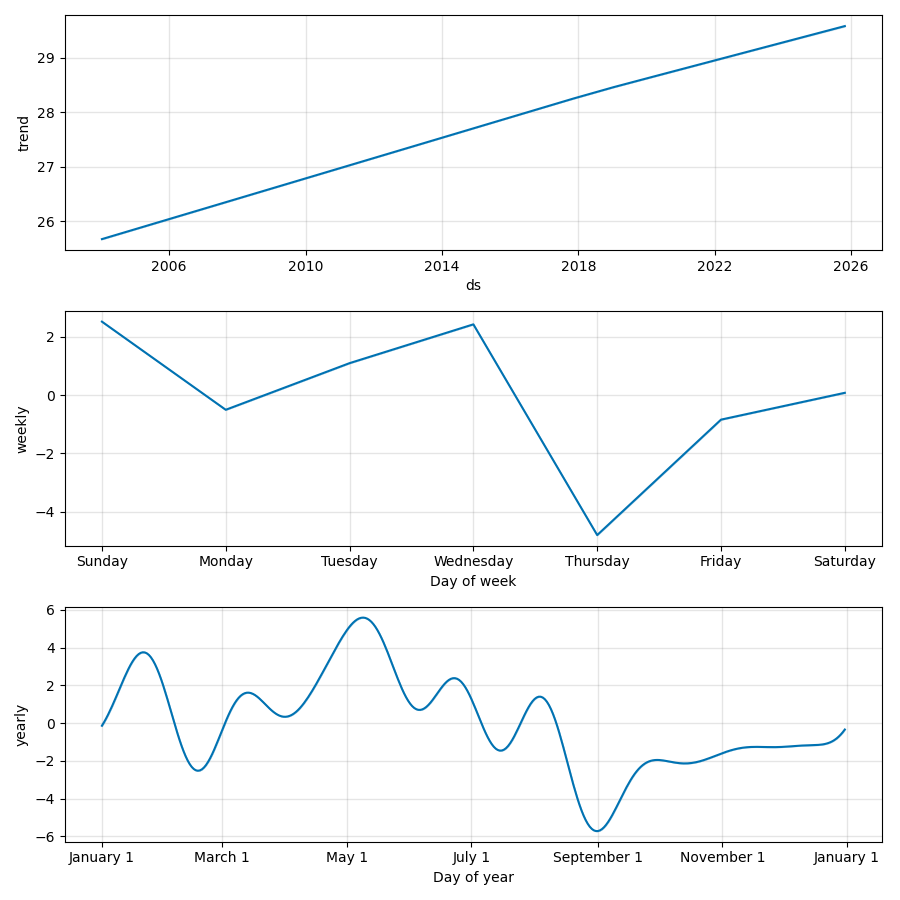 29
28
27
26
trend
2006 2010 2014 2018 2022 2026
ds
2
0
−2
−4
weekly
Sunday Monday Tuesday Wednesday Thursday Friday Saturday
Day of week
6
4
2
0
−2
−4
−6
yearly
January 1 March 1 May 1 July 1 September 1 November 1 January 1
Day of year